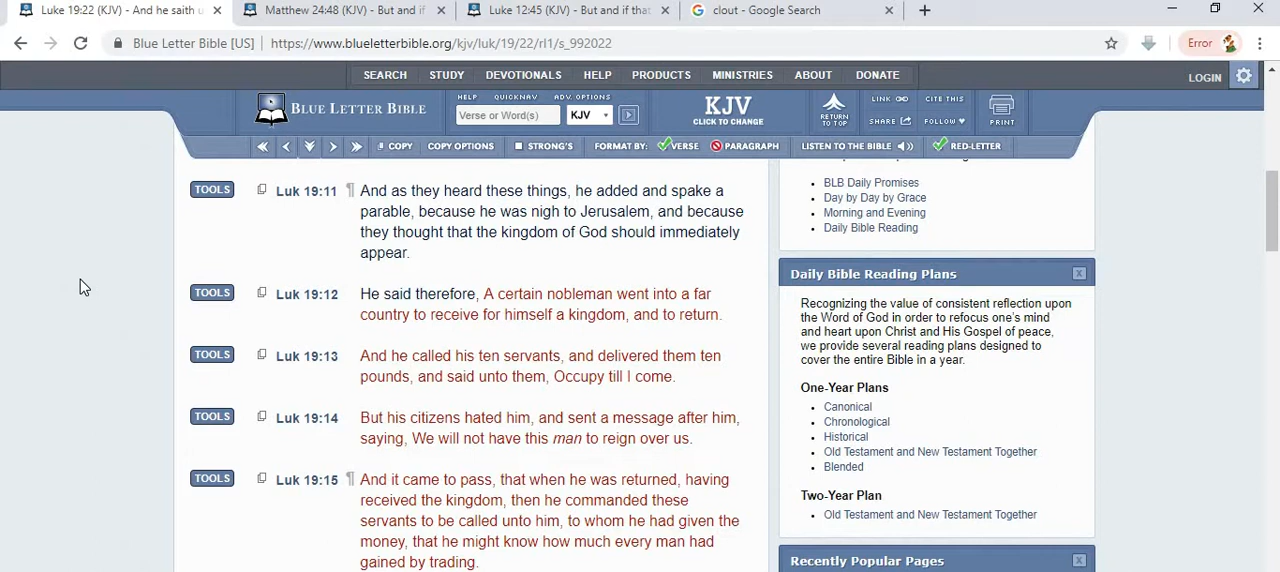 Luke 19:22 (KJV) - And he saith u
Matthew 24:48 (KJV) - But and if
Luke 12:45 (KJV) - But and if that
clout - Google Search
Blue Letter Bible [US]
https://www.blueletterbible.org/kjv/luk/19/22/rl1/s_992022
Error
SEARCH STUDY DEVOTIONALS HELP PRODUCTS MINISTRIES ABOUT DONATE
LOGIN
BLUE LETTER BIBLE
HELP QUICKNAV ADV. OPTIONS
Verse or Word(s) KJV
KJV
CLICK TO CHANGE
RETURN
TO TOP
LINK CITE THIS
SHARE FOLLOW
PRINT
COPY COPY OPTIONS STRONG'S FORMAT BY: VERSE PARAGRAPH LISTEN TO THE BIBLE RED-LETTER
TOOLS Luk 19:11 ¶ And as they heard these things, he added and spake a
parable, because he was nigh to Jerusalem, and because
they thought that the kingdom of God should immediately
appear.
TOOLS Luk 19:12 He said therefore, A certain nobleman went into a far
country to receive for himself a kingdom, and to return.
TOOLS Luk 19:13 And he called his ten servants, and delivered them ten
pounds, and said unto them, Occupy till I come.
TOOLS Luk 19:14 But his citizens hated him, and sent a message after him,
saying, We will not have this man to reign over us.
TOOLS Luk 19:15 ¶ And it came to pass, that when he was returned, having
received the kingdom, then he commanded these
servants to be called unto him, to whom he had given the
money, that he might know how much every man had
gained by trading.
BLB Daily Promises
Day by Day by Grace
Morning and Evening
Daily Bible Reading
Daily Bible Reading Plans
Recognizing the value of consistent reflection upon
the Word of God in order to refocus one's mind
and heart upon Christ and His Gospel of peace,
we provide several reading plans designed to
cover the entire Bible in a year.
One-Year Plans
Canonical
Chronological
Historical
Old Testament and New Testament Together
Blended
Two-Year Plan
Old Testament and New Testament Together
Recently Popular Pages